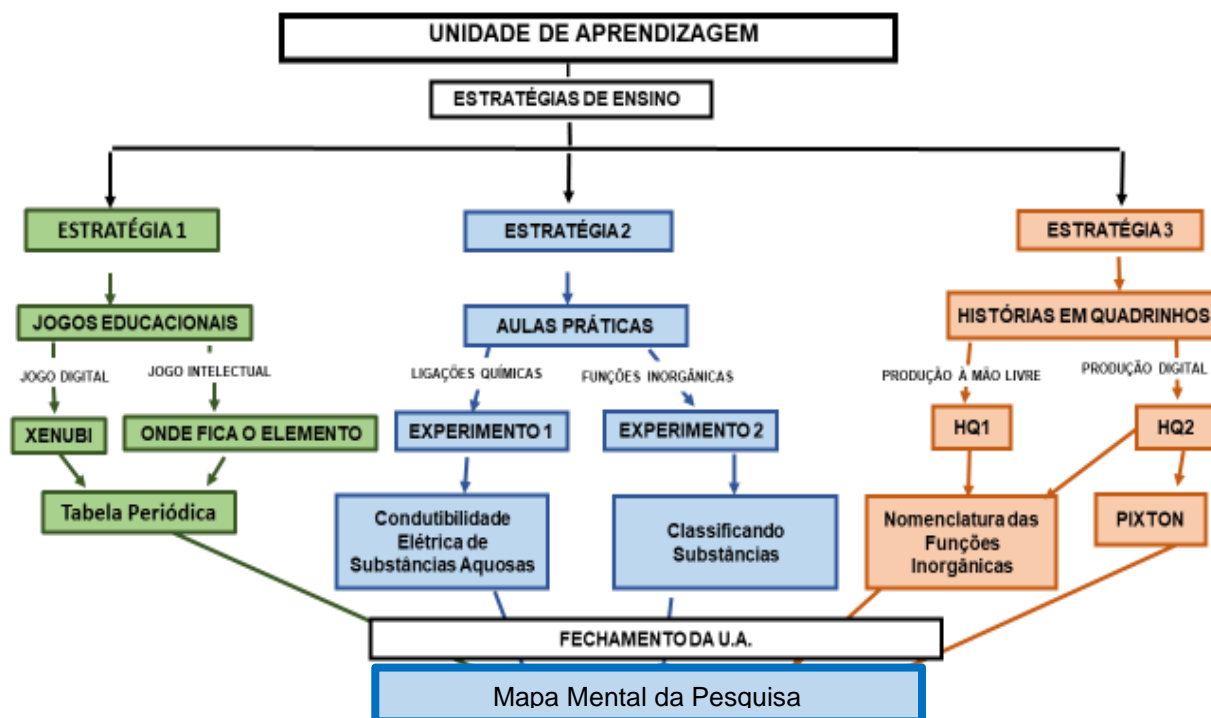 UNIDADE DE APRENDIZAGEM
ESTRATÉGIAS DE ENSINO
ESTRATÉGIA 1
ESTRATÉGIA 2
ESTRATÉGIA 3
JOGOS EDUCACIONAIS
AULAS PRÁTICAS
HISTÓRIAS EM QUADRINHOS
JOGO DIGITAL
JOGO INTELECTUAL
LIGAÇÕES QUÍMICAS
FUNÇÕES INORGÂNICAS
PRODUÇÃO À MÃO LIVRE
PRODUÇÃO DIGITAL
XENUBI
ONDE FICA O ELEMENTO
EXPERIMENTO 1
EXPERIMENTO 2
HQ1
HQ2
Tabela Periódica
Condutibilidade
Elétrica de
Substâncias Aquosas
Classificando
Substâncias
Nomenclatura das
Funções
Inorgânicas
PIXTON
FECHAMENTO DA U.A.
Mapa Mental da Pesquisa